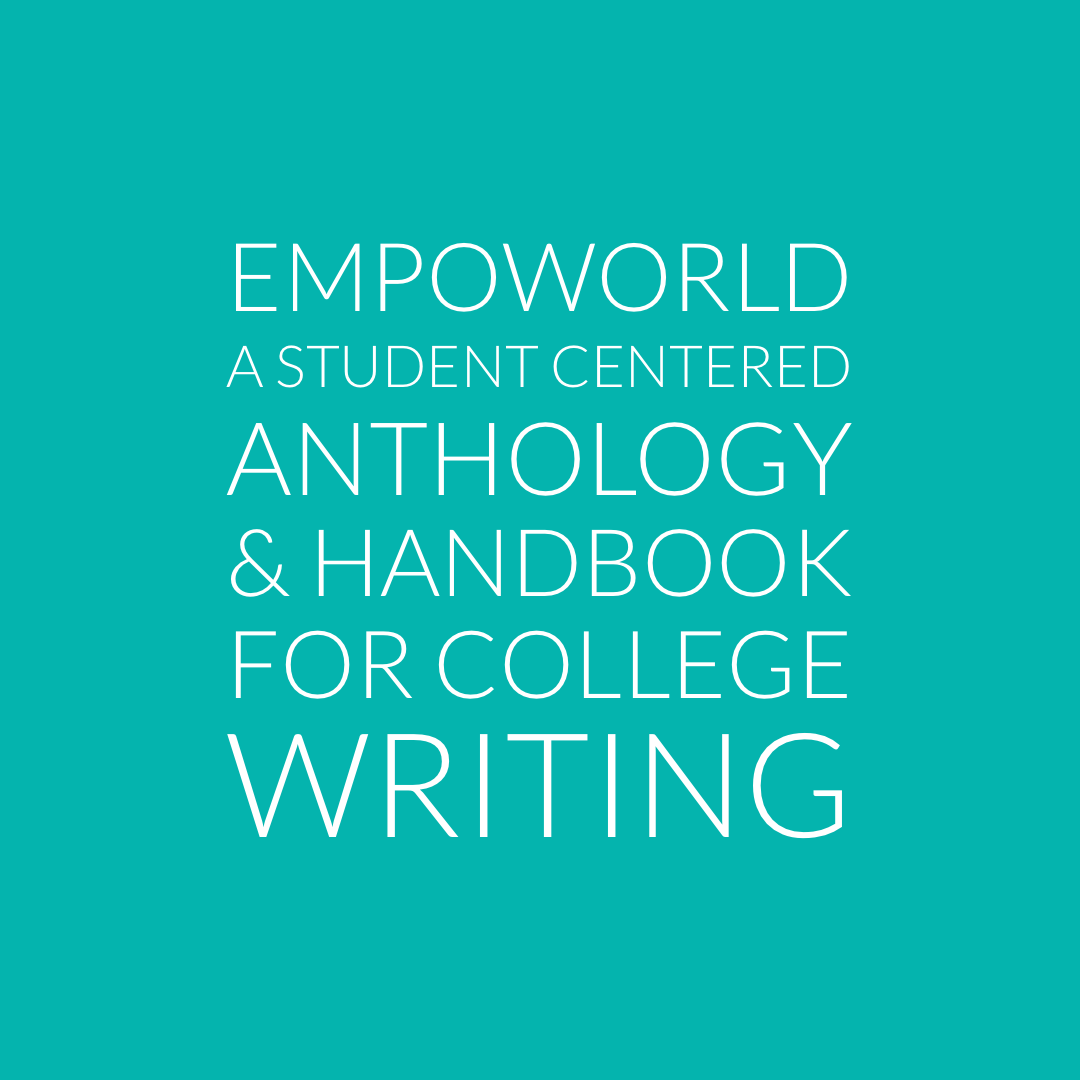 EMPOWORLD
A STUDENT CENTERED
ANTHOLOGY
& HANDBOOK
FOR COLLEGE
WRITING